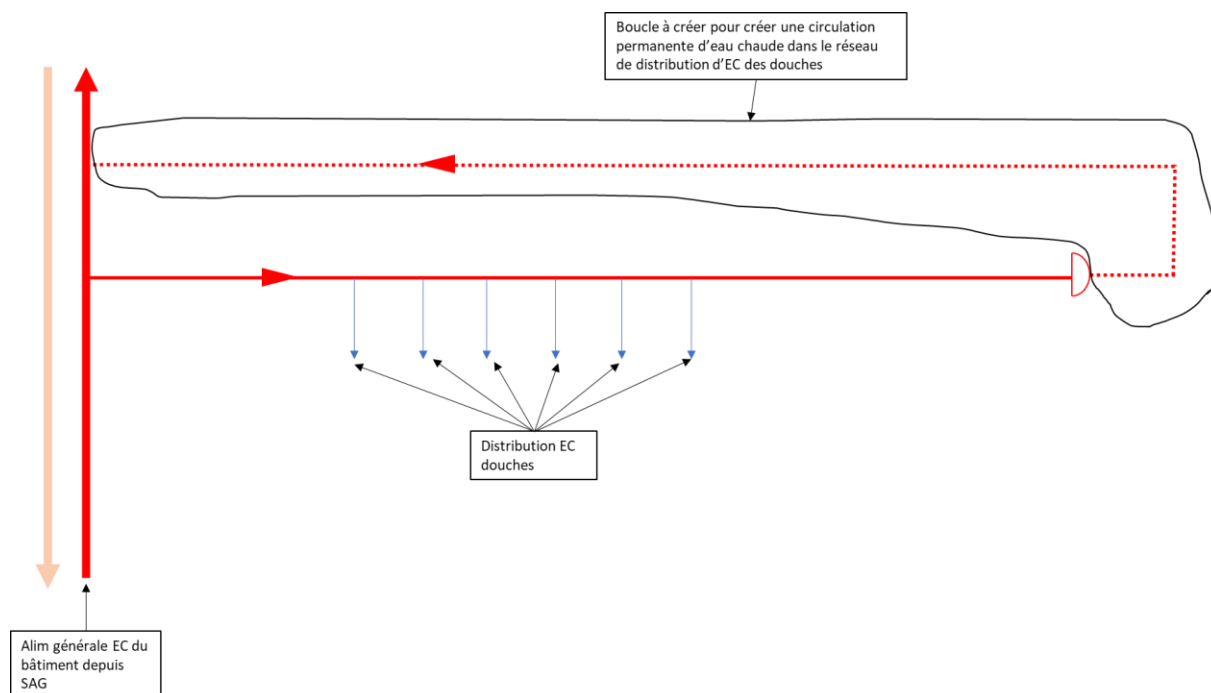 Boucle à créer pour créer une circulation
permanente d’eau chaude dans le réseau
de distribution d’EC des douches
Distribution EC
douches
Alim générale EC du
bâtiment depuis
SAG